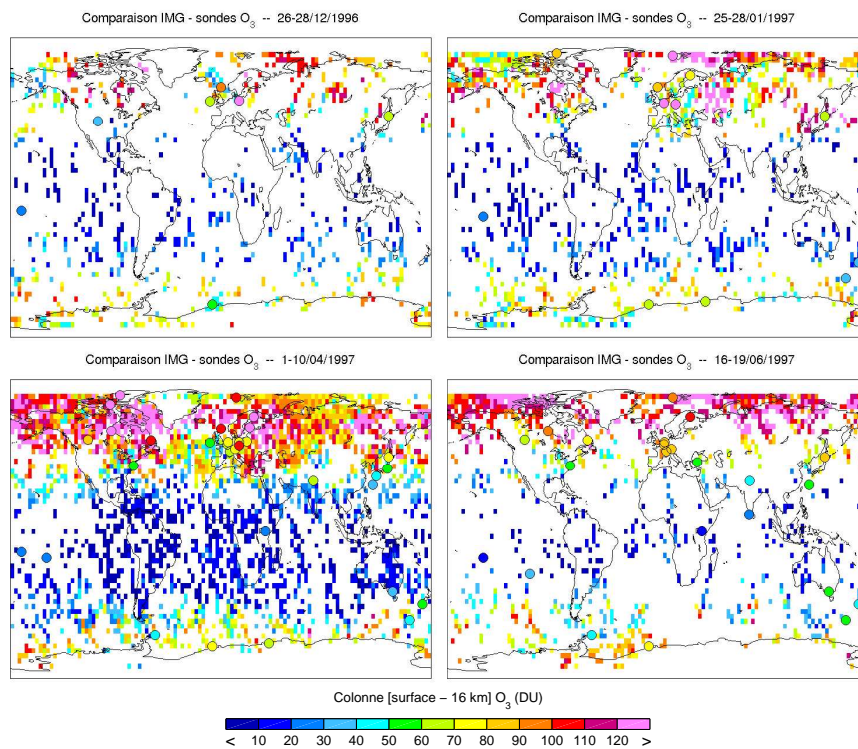 Comparaison IMG - sondes O3 -- 26-28/12/1996
Comparaison IMG - sondes O3 -- 25-28/01/1997
Comparaison IMG - sondes O3 -- 1-10/04/1997
Comparaison IMG - sondes O3 -- 16-19/06/1997
Colonne [surface – 16 km] O3 (DU)
< 10 20 30 40 50 60 70 80 90 100 110 120 >